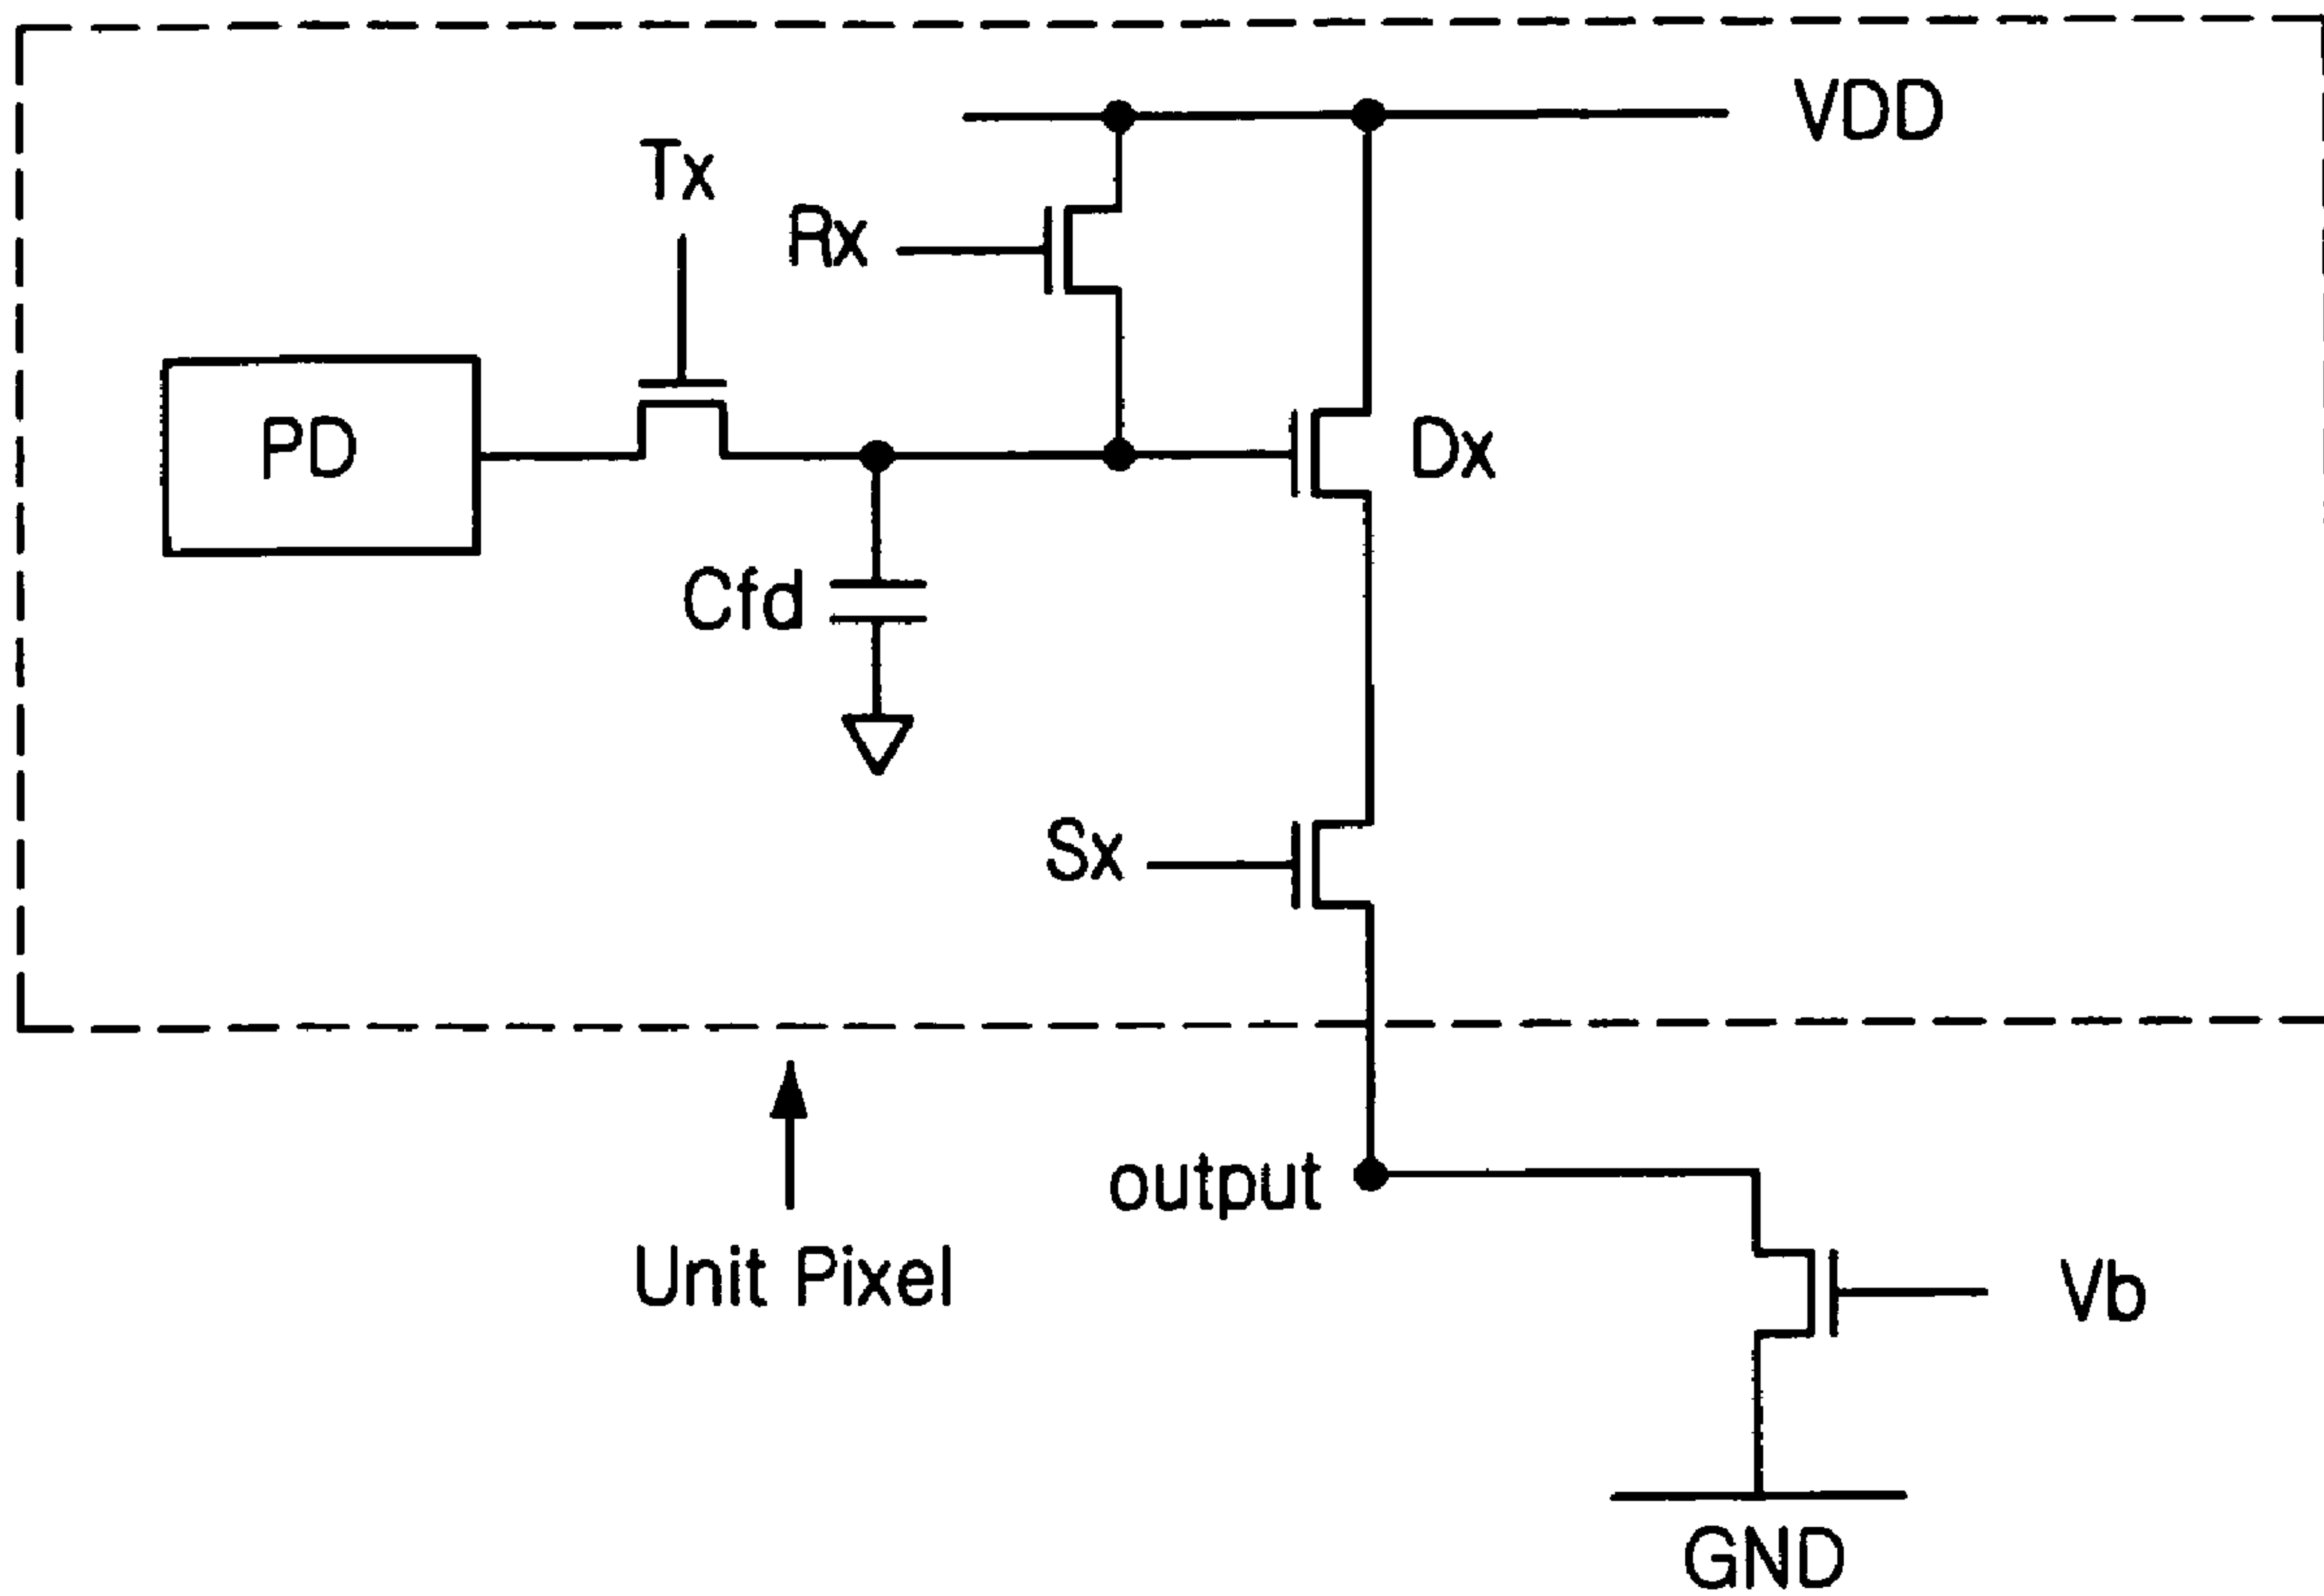 VDD
Tx
Rx
PD
Dx
Cfd
Sx
output
Unit Pixel
Vb
GND